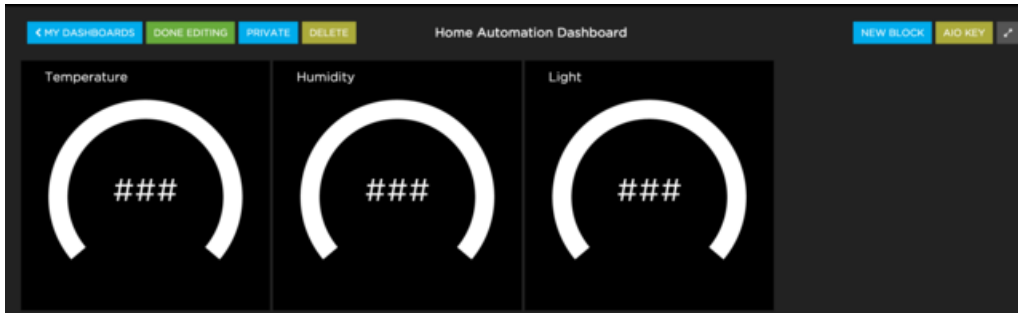 < MY DASHBOARDS DONE EDITING PRIVATE DELETE Home Automation Dashboard NEW BLOCK AIO KEY
Temperature Humidity Light
### ### ###